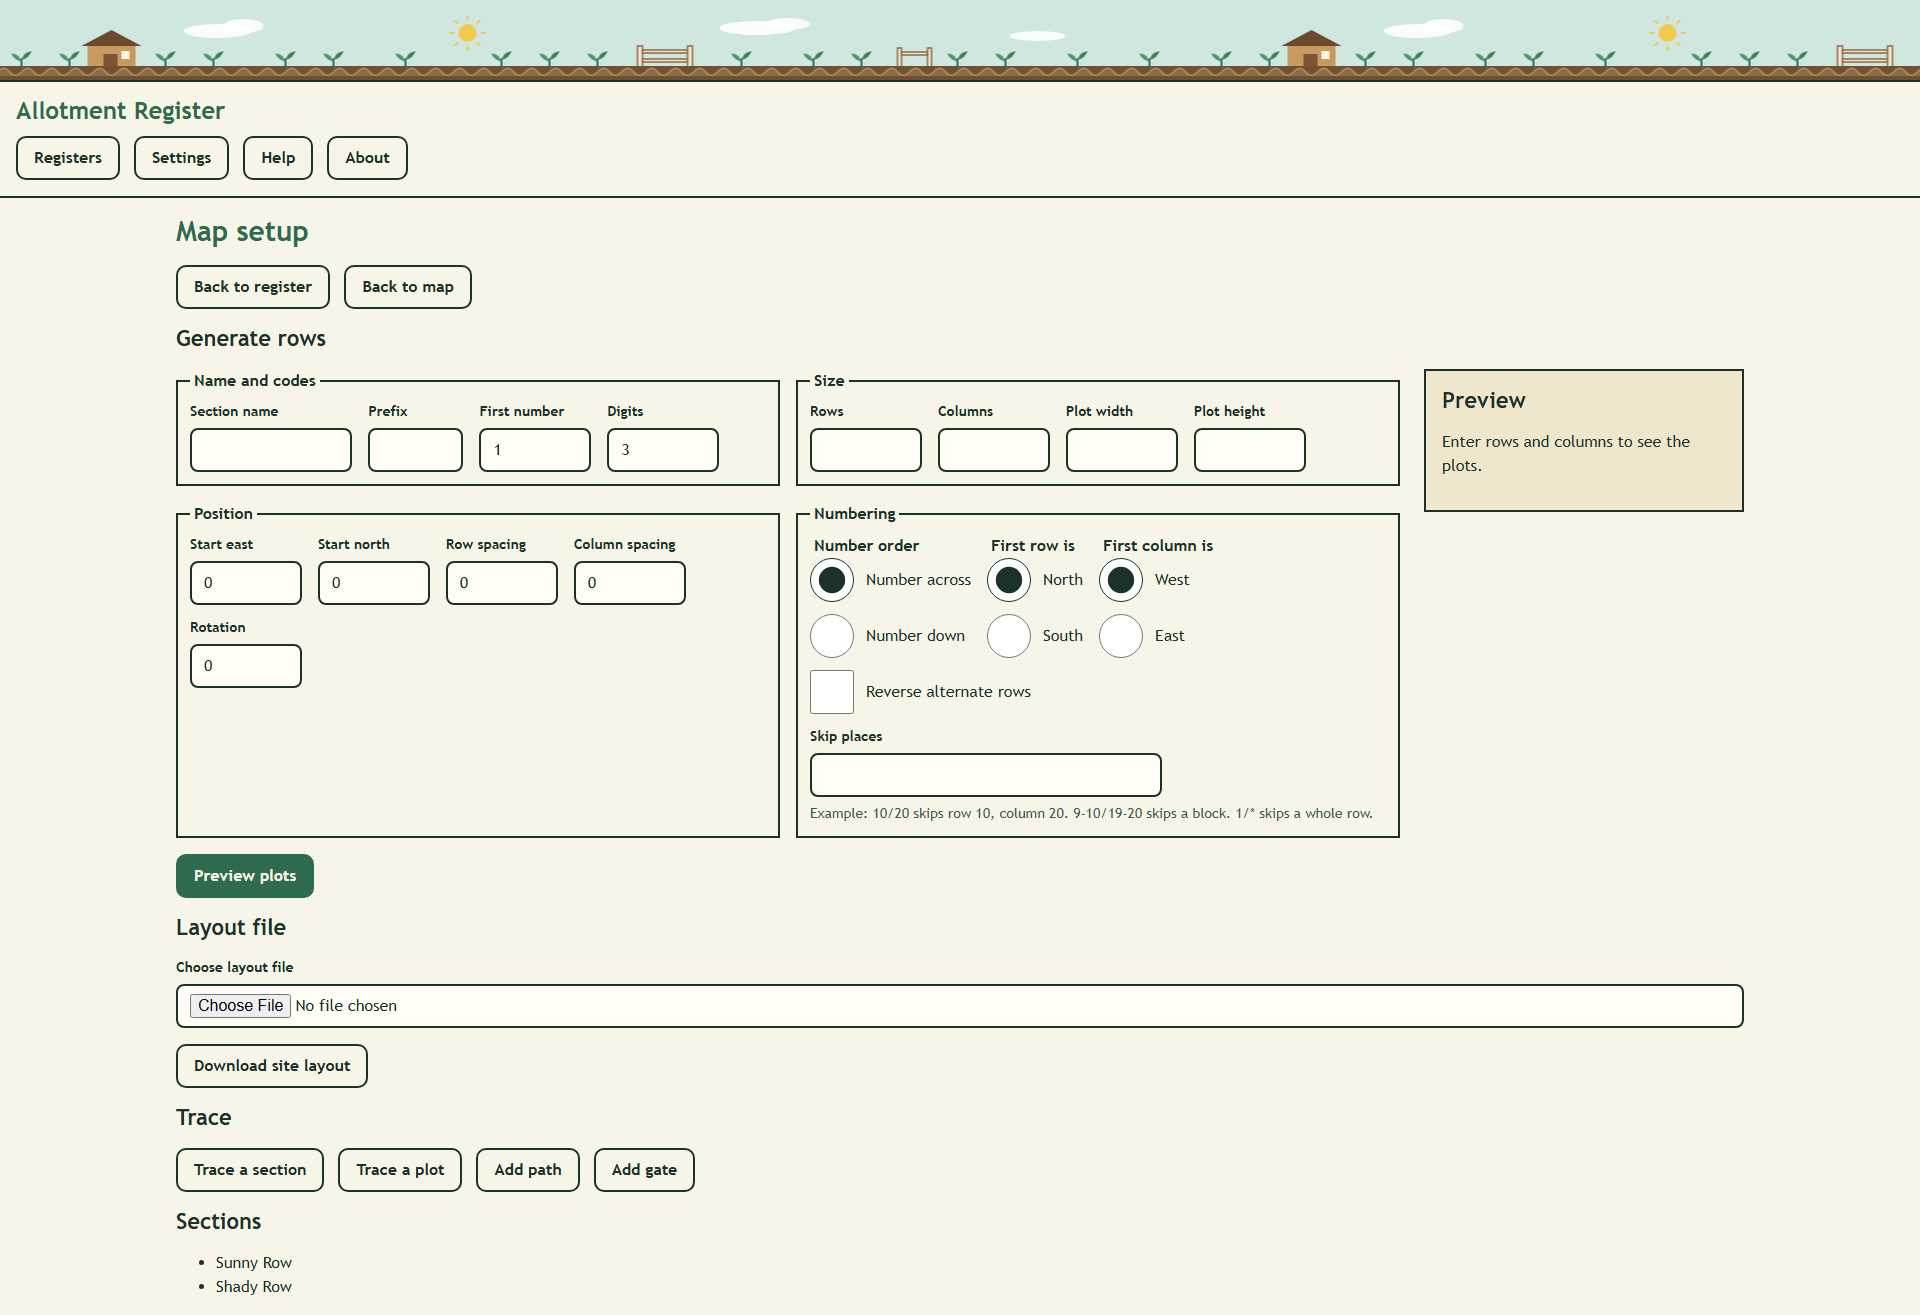 Allotment Register
Registers Settings Help About
Map setup
Back to register Back to map
Generate rows
Name and codes
Section name Prefix First number Digits
1 3
Size
Rows Columns Plot width Plot height
Preview
Enter rows and columns to see the
plots.
Position
Start east Start north Row spacing Column spacing
0 0 0 0
Rotation
0
Numbering
Number order First row is First column is
Number across North West
Number down South East
Reverse alternate rows
Skip places
Example: 10/20 skips row 10, column 20. 9-10/19-20 skips a block. 1/* skips a whole row.
Preview plots
Layout file
Choose layout file
Choose File No file chosen
Download site layout
Trace
Trace a section Trace a plot Add path Add gate
Sections
• Sunny Row
• Shady Row